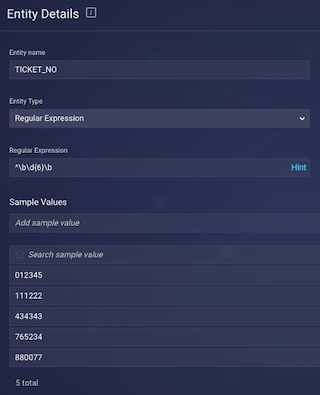 Entity Details
Entity name
TICKET_NO
Entity Type
Regular Expression
Regular Expression
^\b\d{6}\b Hint
Sample Values
Add sample value
Search sample value
012345
111222
434343
765234
880077
5 total